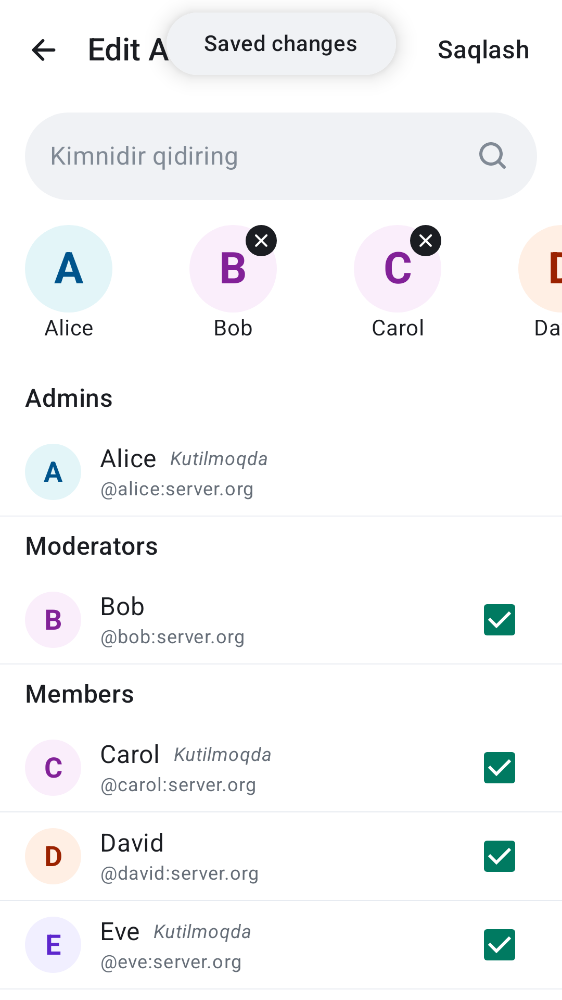 Edit A
Saved changes
Saqlash
Kimnidir qidiring
A
B
C
D
Alice
Bob
Carol
Da
Admins
A
Alice Kutilmoqda
@alice:server.org
Moderators
B
Bob
@bob:server.org
Members
C
Carol Kutilmoqda
@carol:server.org
D
David
@david:server.org
E
Eve Kutilmoqda
@eve:server.org